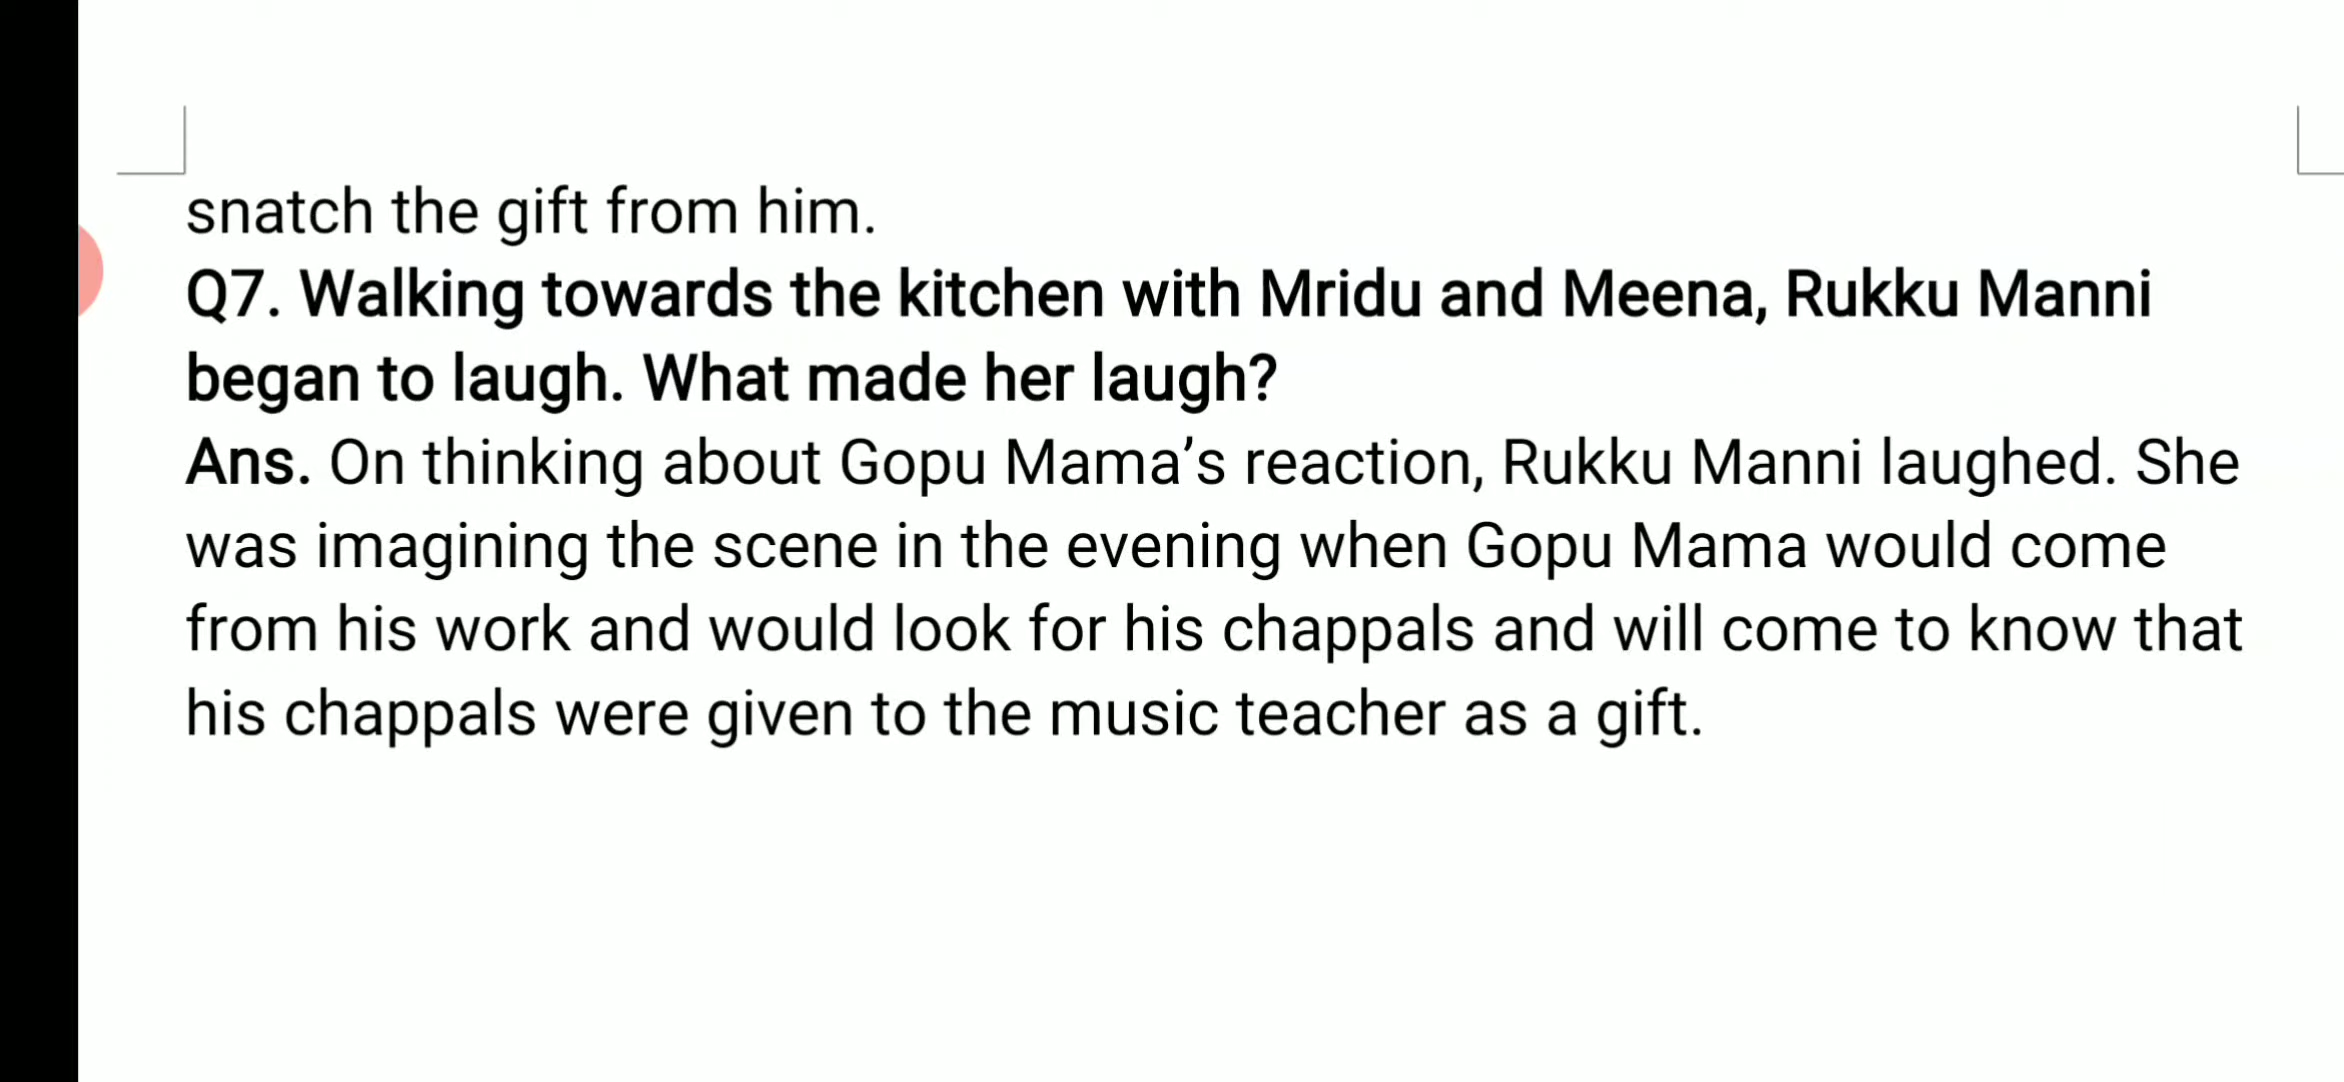 snatch the gift from him.
Q7. Walking towards the kitchen with Mridu and Meena, Rukku Manni
began to laugh. What made her laugh?
Ans. On thinking about Gopu Mama’s reaction, Rukku Manni laughed. She
was imagining the scene in the evening when Gopu Mama would come
from his work and would look for his chappals and will come to know that
his chappals were given to the music teacher as a gift.